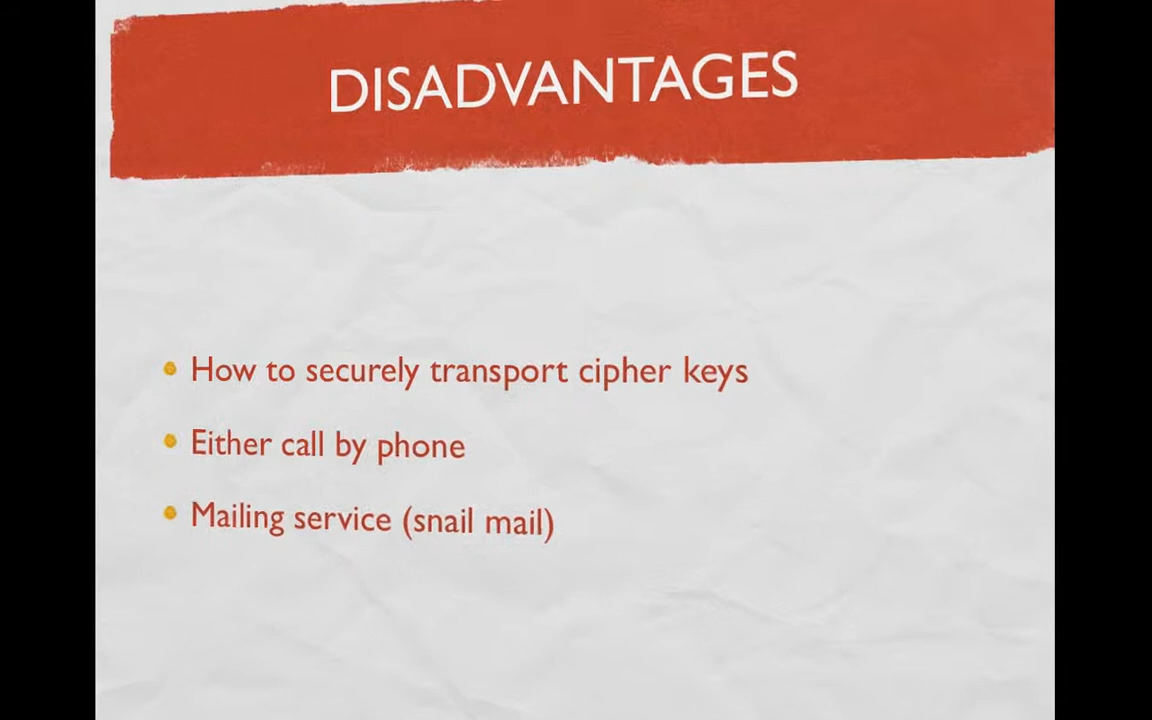 DISADVANTAGES
How to securely transport cipher keys
Either call by phone
Mailing service (snail mail)